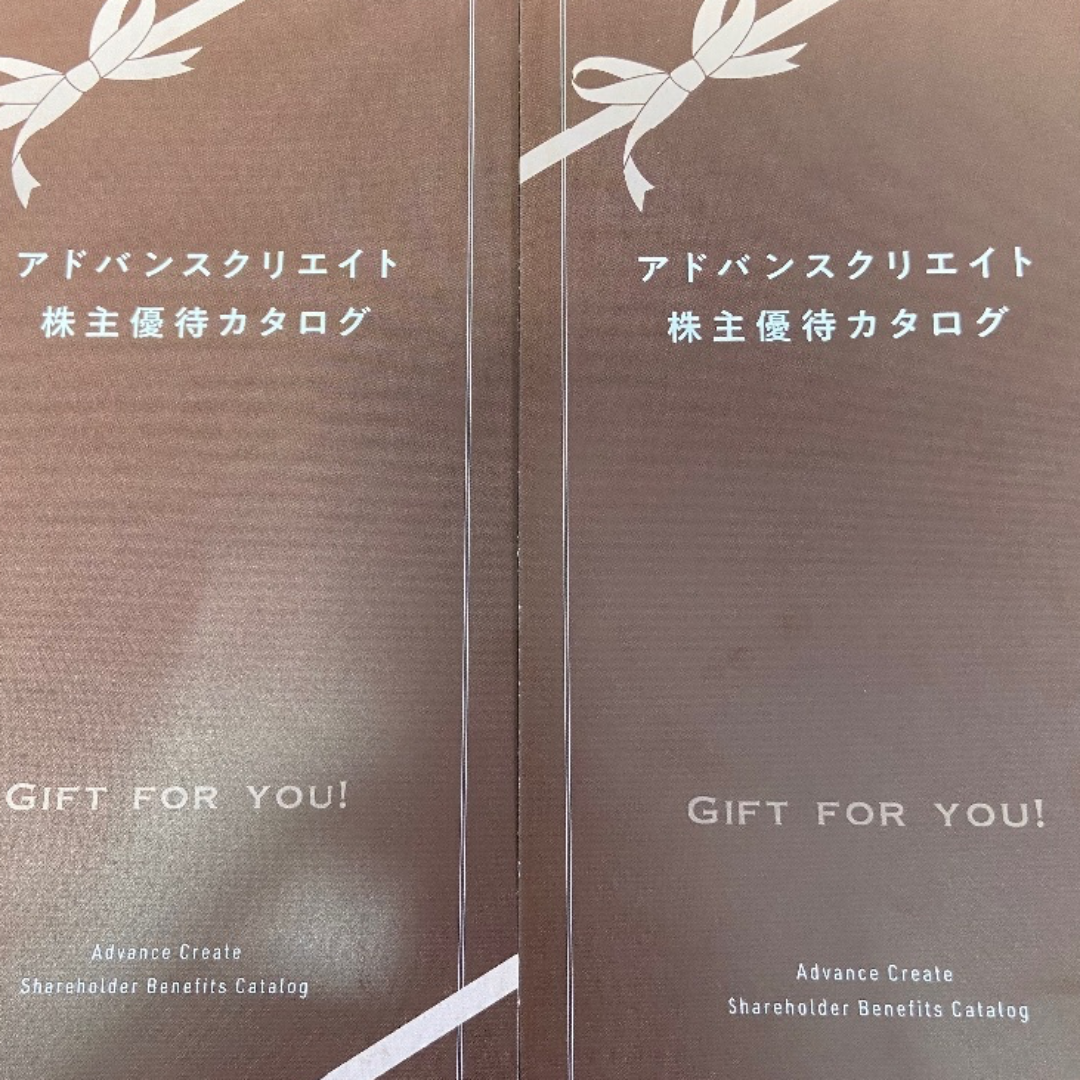 アドバンスクリエイト
株主優待カタログ
GIFT FOR YOU!
Advance Create
Shareholder Benefits Catalog
アドバンスクリエイト
株主優待カタログ
GIFT FOR YOU!
Advance Create
Shareholder Benefits Catalog